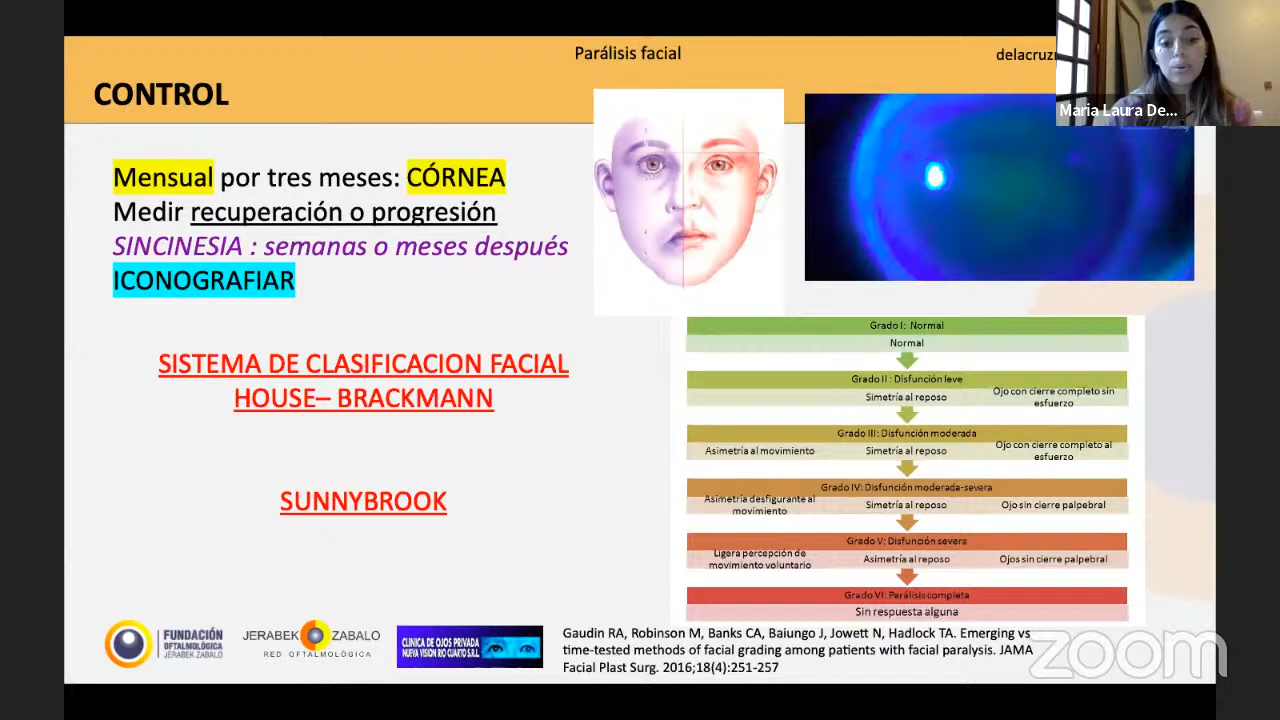 Parálisis facial
delacruz
Maria Laura De...
CONTROL
Mensual por tres meses: CÓRNEA
Medir recuperación o progresión
SINCINESIA : semanas o meses después
ICONOGRAFIAR
SISTEMA DE CLASIFICACION FACIAL
HOUSE– BRACKMANN
SUNNYBROOK
Grado I: Normal
Normal
Grado II : Disfunción leve
Simetría al reposo
Ojo con cierre completo sin
esfuerzo
Grado III: Disfunción moderada
Asimetría al movimiento
Simetría al reposo
Ojo con cierre completo al
esfuerzo
Grado IV: Disfunción moderada-severa
Asimetría desfigurante al
movimiento
Simetría al reposo
Ojo sin cierre palpebral
Grado V: Disfunción severa
Ligera percepción de
movimiento voluntario
Asimetría al reposo
Ojos sin cierre palpebral
Grado VI: Parálisis completa
Sin respuesta alguna
FUNDACIÓN
OFTALMOLÓGICA
JERABEK ZABALO
JERABEK ZABALO
RED OFTALMOLÓGICA
CLINICA DE OJOS PRIVADA
NUEVA VISION RIO CUARTO S.R.L
Gaudin RA, Robinson M, Banks CA, Baiungo J, Jowett N, Hadlock TA. Emerging vs
time-tested methods of facial grading among patients with facial paralysis. JAMA
Facial Plast Surg. 2016;18(4):251-257
zoom